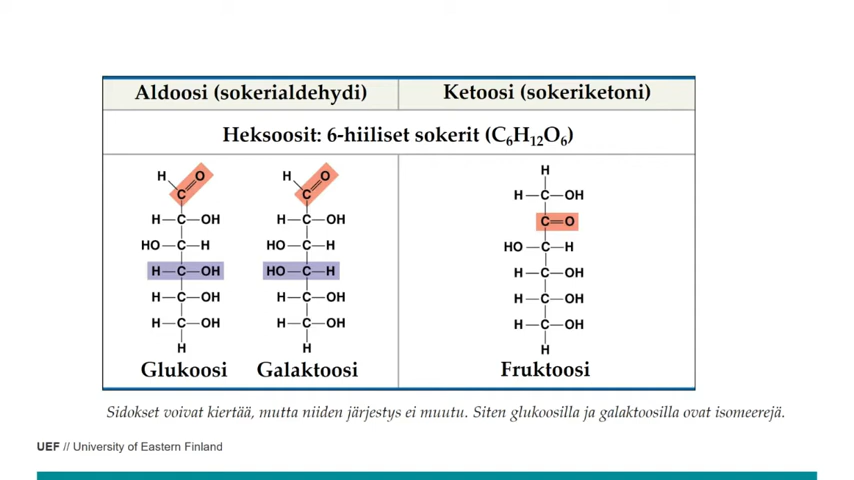 Aldoosi (sokerialdehydi) Ketoosi (sokeriketoni)
Heksoosit: 6-hiiliset sokerit (C₆H₁₂O₆)
H O H O H
C C H—C—OH
H—C—OH H—C—OH C=O
HO—C—H HO—C—H HO—C—H
H—C—OH HO—C—H H—C—OH
H—C—OH H—C—OH H—C—OH
H—C—OH H—C—OH H—C—OH
H H H
Glukoosi Galaktoosi Fruktoosi
Sidokset voivat kiertää, mutta niiden järjestys ei muutu. Siten glukoosilla ja galaktoosilla ovat isomeerejä.
UEF // University of Eastern Finland